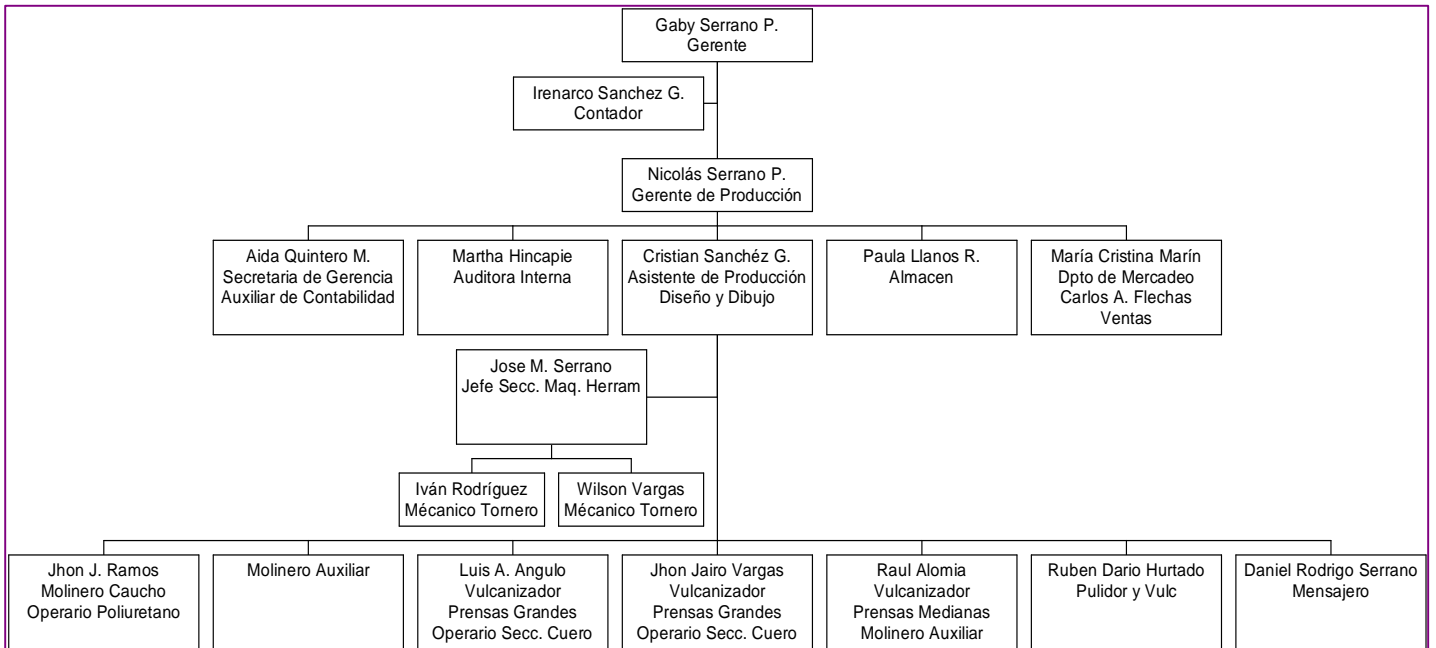 Gaby Serrano P.
Gerente
Irenarco Sanchez G.
Contador
Nicolás Serrano P.
Gerente de Producción
Aida Quintero M.
Secretaria de Gerencia
Auxiliar de Contabilidad
Martha Hincapie
Auditora Interna
Cristian Sanchéz G.
Asistente de Producción
Diseño y Dibujo
Paula Llanos R.
Almacen
María Cristina Marín
Dpto de Mercadeo
Carlos A. Flechas
Ventas
Jose M. Serrano
Jefe Secc. Maq. Herram
Iván Rodríguez
Mécanico Tornero
Wilson Vargas
Mécanico Tornero
Jhon J. Ramos
Molinero Caucho
Operario Poliuretano
Molinero Auxiliar
Luis A. Angulo
Vulcanizador
Prensas Grandes
Operario Secc. Cuero
Jhon Jairo Vargas
Vulcanizador
Prensas Grandes
Operario Secc. Cuero
Raul Alomia
Vulcanizador
Prensas Medianas
Molinero Auxiliar
Ruben Dario Hurtado
Pulidor y Vulc
Daniel Rodrigo Serrano
Mensajero